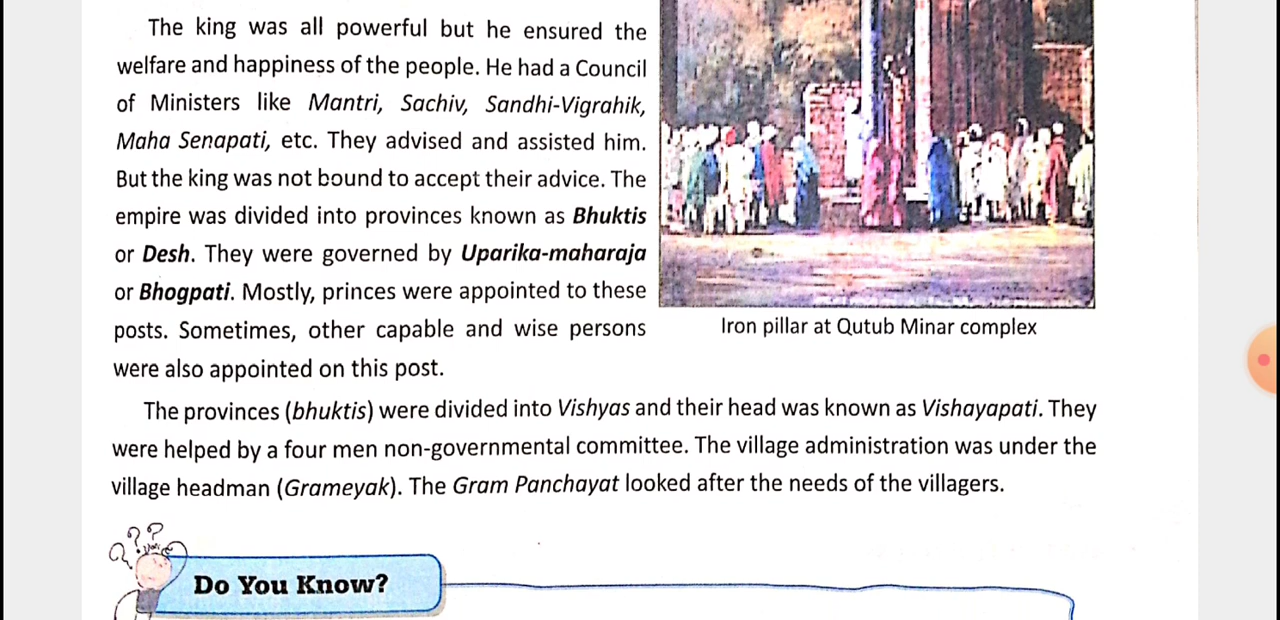 The king was all powerful but he ensured the
welfare and happiness of the people. He had a Council
of Ministers like Mantri, Sachiv, Sandhi-Vigrahik,
Maha Senapati, etc. They advised and assisted him.
But the king was not bound to accept their advice. The
empire was divided into provinces known as Bhuktis
or Desh. They were governed by Uparika-maharaja
or Bhogpati. Mostly, princes were appointed to these
posts. Sometimes, other capable and wise persons
were also appointed on this post.
Iron pillar at Qutub Minar complex
The provinces (bhuktis) were divided into Vishyas and their head was known as Vishayapati. They
were helped by a four men non-governmental committee. The village administration was under the
village headman (Grameyak). The Gram Panchayat looked after the needs of the villagers.
???
Do You Know?